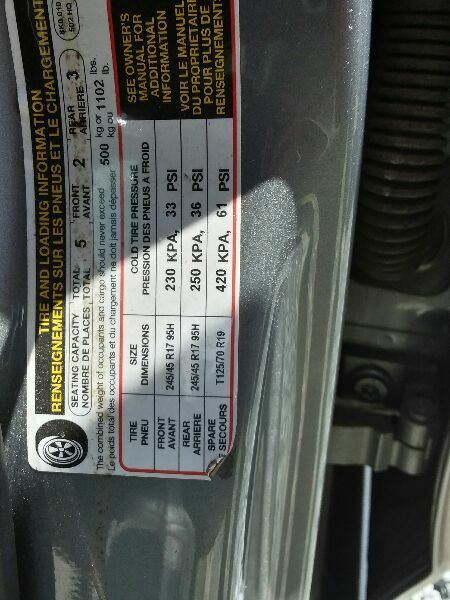 TIRE AND LOADING INFORMATION
RENSEIGNEMENTS SUR LES PNEUS ET LE CHARGEMENT
SEATING CAPACITY TOTAL 5 FRONT 2 REAR 3
NOMBRE DE PLACES TOTAL AVANT ARRIERE
The combined weight of occupants and cargo should never exceed 500 kg or 1102 lbs.
Le poids total des occupants et du chargement ne doit jamais dépasser kg ou lb.
TIRE SIZE COLD TIRE PRESSURE
PNEU DIMENSIONS PRESSION DES PNEUS A FROID
FRONT 245/45 R17 95H 230 KPA, 33 PSI
AVANT
REAR 245/45 R17 95H 250 KPA, 36 PSI
ARRIERE
SPARE T125/70 R19 420 KPA, 61 PSI
SECOURS
SEE OWNER'S
MANUAL FOR
ADDITIONAL
INFORMATION
VOIR LE MANUEL
DU PROPRIETAIRE
POUR PLUS DE
RENSEIGNEMENTS